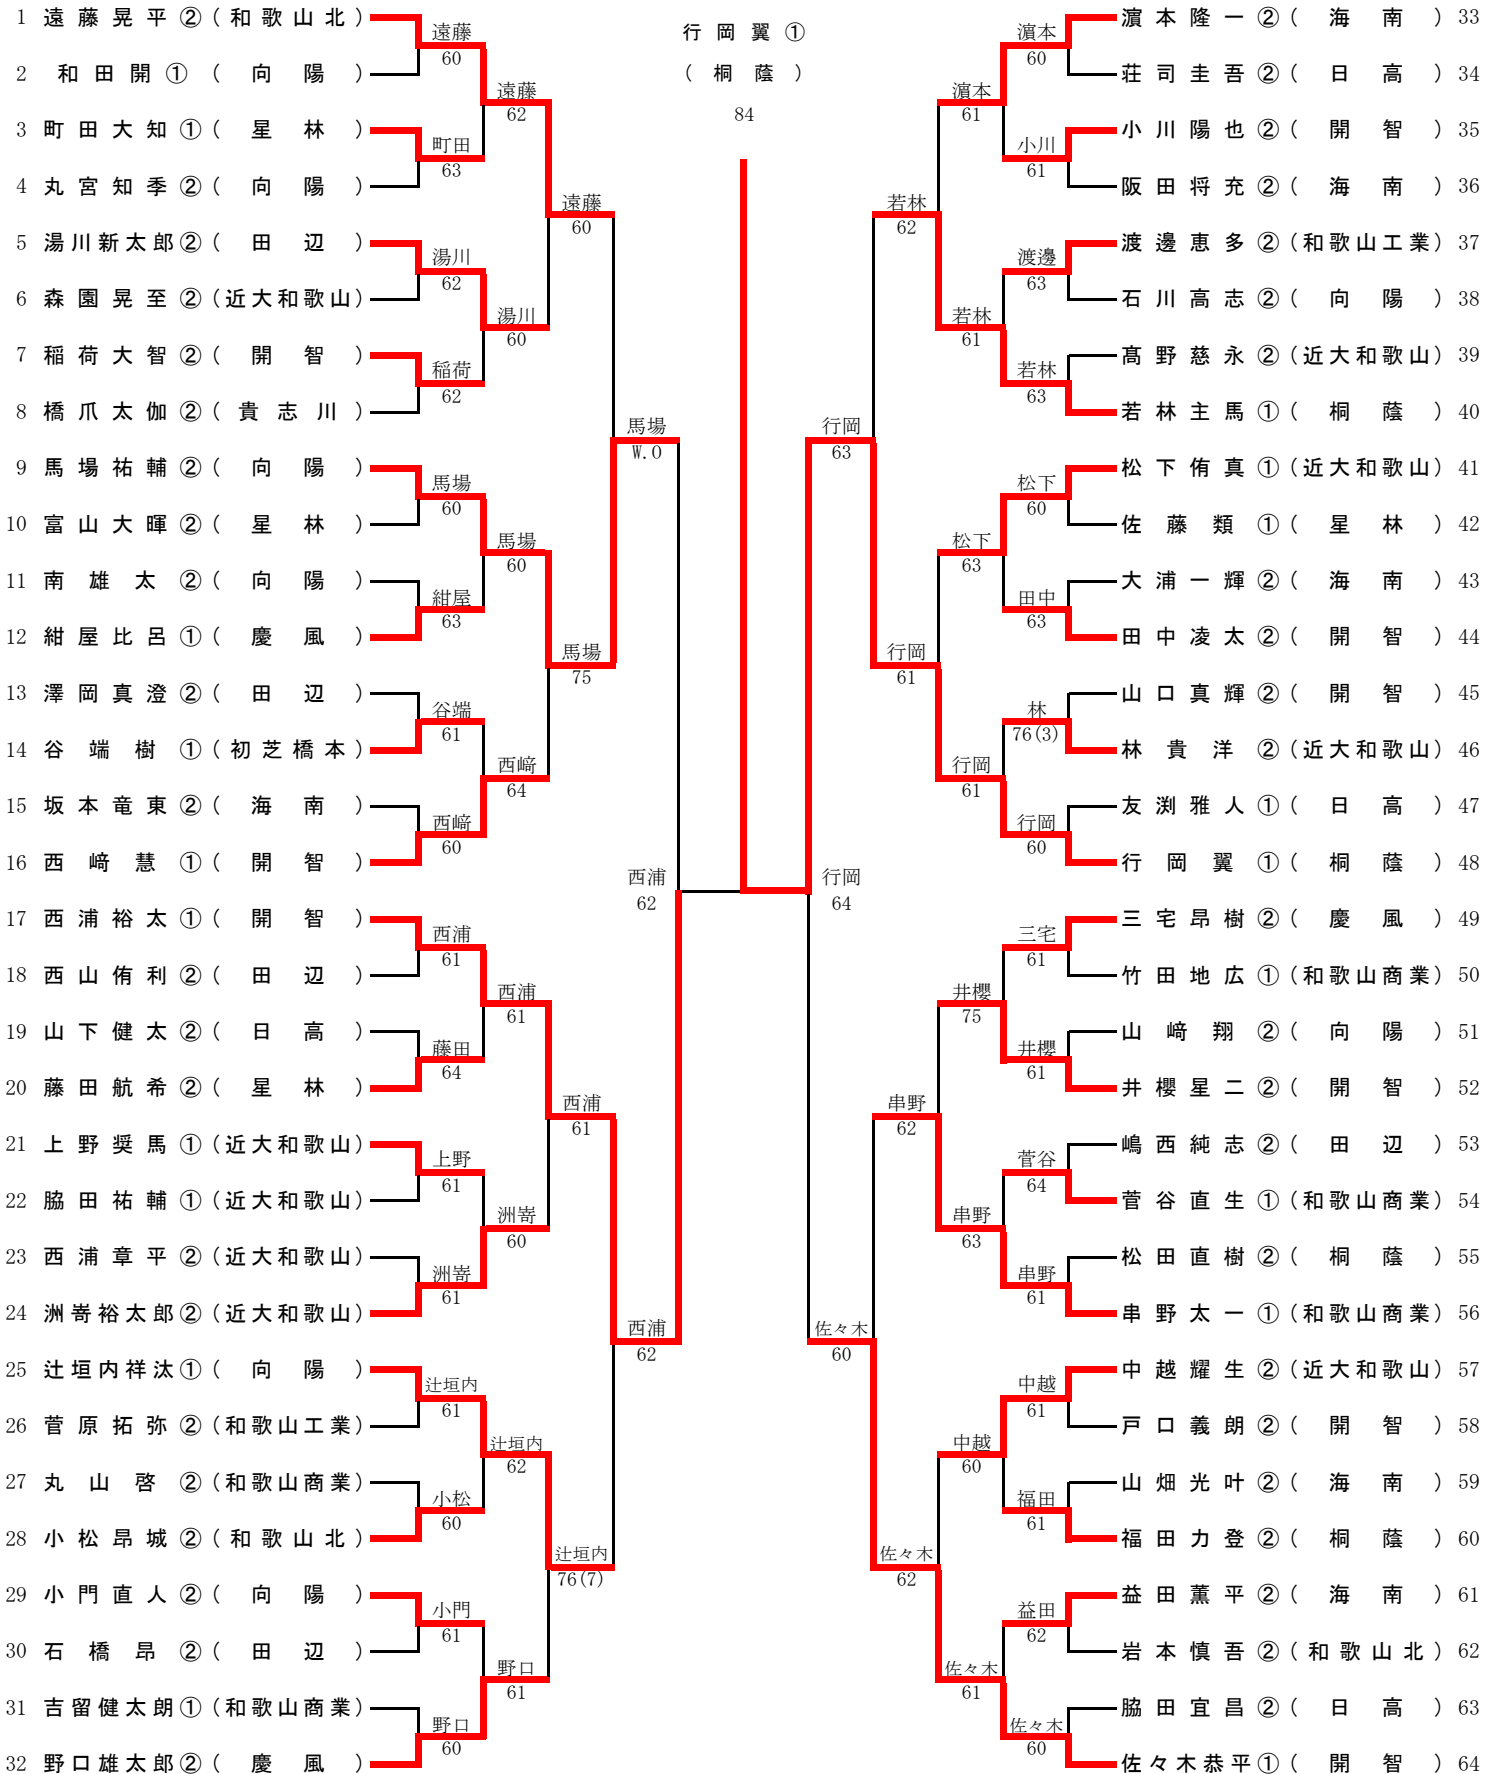 1 遠藤晃平②(和歌山北)
2 和田開①(向陽)
3 町田大知①(星林)
4 丸宮知季②(向陽)
5 湯川新太郎②(田辺)
6 森園晃至②(近大和歌山)
7 稲荷大智②(開智)
8 橋爪太伽②(貴志川)
9 馬場祐輔②(向陽)
10 富山大暉②(星林)
11 南雄太②(向陽)
12 紺屋比呂①(慶風)
13 澤岡真澄②(田辺)
14 谷端樹①(初芝橋本)
15 坂本竜東②(海南)
16 西﨑慧①(開智)
17 西浦裕太①(開智)
18 西山侑利②(田辺)
19 山下健太②(日高)
20 藤田航希②(星林)
21 上野奨馬①(近大和歌山)
22 脇田祐輔①(近大和歌山)
23 西浦章平②(近大和歌山)
24 洲嵜裕太郎②(近大和歌山)
25 辻垣内祥汰①(向陽)
26 菅原拓弥②(和歌山工業)
27 丸山啓②(和歌山商業)
28 小松昂城②(和歌山北)
29 小門直人②(向陽)
30 石橋昂②(田辺)
31 吉留健太朗①(和歌山商業)
32 野口雄太郎②(慶風)
遠藤
60
町田
63
湯川
62
稲荷
62
馬場
60
紺屋
63
谷端
61
西﨑
60
西浦
61
藤田
64
上野
61
洲嵜
61
辻垣内
61
小松
60
小門
61
野口
60
遠藤
62
湯川
60
馬場
60
西﨑
64
西浦
61
洲嵜
60
辻垣内
62
野口
61
遠藤
60
馬場
75
西浦
61
辻垣内
76(7)
馬場
W.O
西浦
62
西浦
62
行岡翼①
(桐蔭)
84
行岡
64
行岡
63
佐々木
60
若林
62
行岡
61
串野
62
佐々木
62
濵本
61
若林
61
松下
63
行岡
61
井櫻
75
串野
63
中越
60
佐々木
61
濵本
60
小川
61
渡邊
63
若林
63
松下
60
田中
63
林
76(3)
行岡
60
三宅
61
井櫻
61
菅谷
64
串野
61
中越
61
福田
61
益田
62
佐々木
60
濵本隆一②(海南) 33
荘司圭吾②(日高) 34
小川陽也②(開智) 35
阪田将充②(海南) 36
渡邊恵多②(和歌山工業) 37
石川高志②(向陽) 38
髙野慈永②(近大和歌山) 39
若林主馬①(桐蔭) 40
松下侑真①(近大和歌山) 41
佐藤類①(星林) 42
大浦一輝②(海南) 43
田中凌太②(開智) 44
山口真輝②(開智) 45
林貴洋②(近大和歌山) 46
友渕雅人①(日高) 47
行岡翼①(桐蔭) 48
三宅昂樹②(慶風) 49
竹田地広①(和歌山商業) 50
山﨑翔②(向陽) 51
井櫻星二②(開智) 52
嶋西純志②(田辺) 53
菅谷直生①(和歌山商業) 54
松田直樹②(桐蔭) 55
串野太一①(和歌山商業) 56
中越耀生②(近大和歌山) 57
戸口義朗②(開智) 58
山畑光叶②(海南) 59
福田力登②(桐蔭) 60
益田薫平②(海南) 61
岩本慎吾②(和歌山北) 62
脇田宜昌②(日高) 63
佐々木恭平①(開智) 64